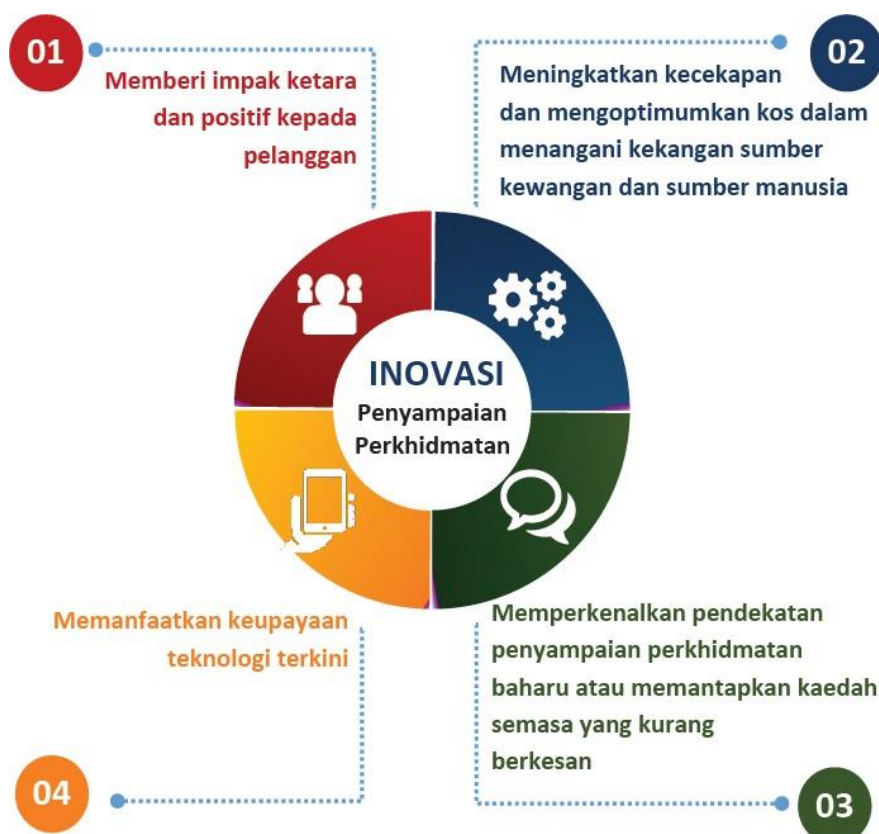 01
Memberi impak ketara
dan positif kepada
pelanggan
02
Meningkatkan kecekapan
dan mengoptimumkan kos dalam
menangani kekangan sumber
kewangan dan sumber manusia
INOVASI
Penyampaian
Perkhidmatan
Memperkenalkan pendekatan
penyampaian perkhidmatan
baharu atau memantapkan kaedah
semasa yang kurang
berkesan
03
Memanfaatkan keupayaan
teknologi terkini
04